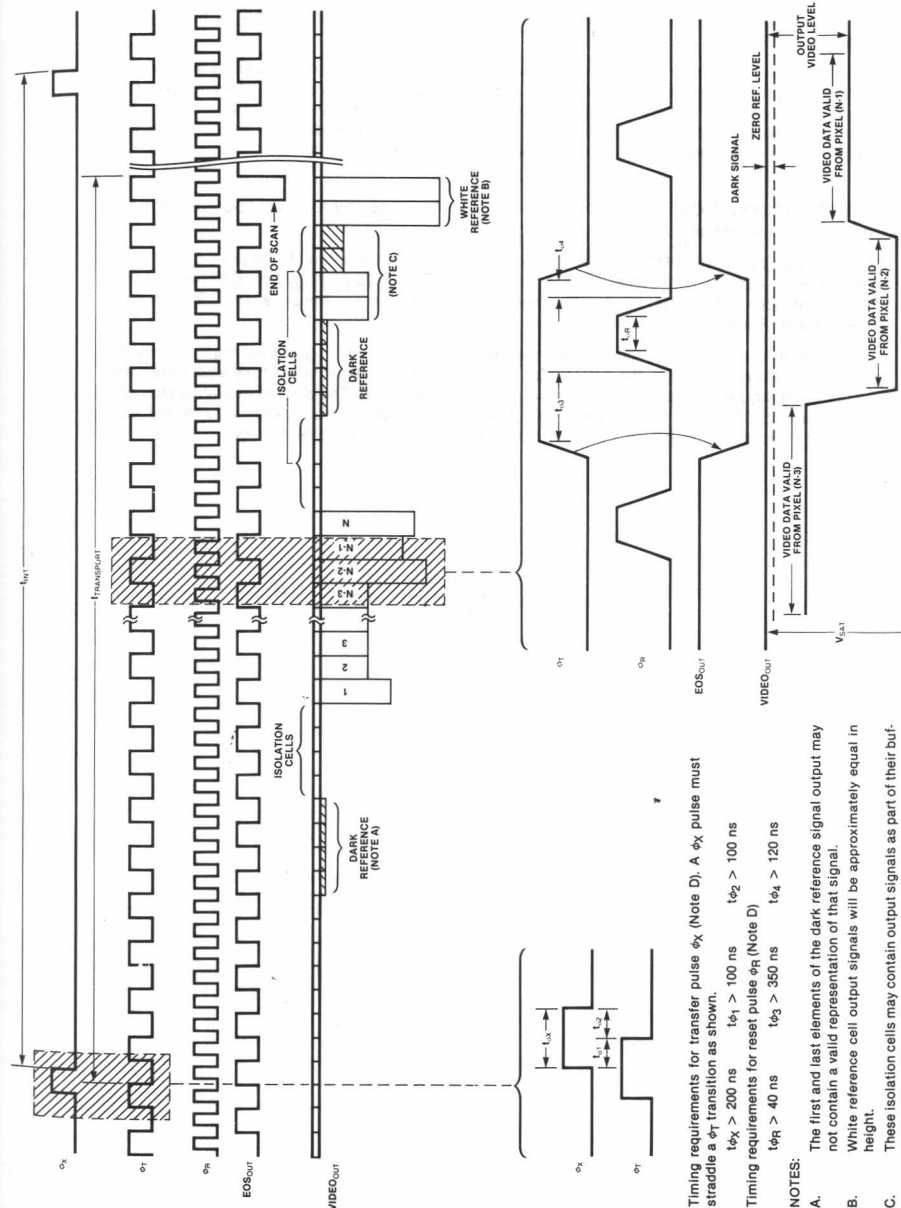 tINT
tTRANSPORT
φX
φT
φR
EOSOUT
VIDEOOUT
END OF SCAN
ISOLATION
CELLS
ISOLATION
CELLS
DARK
REFERENCE
(NOTE A)
1
2
3
N-3
N-2
N-1
N
DARK
REFERENCE
(NOTE C)
WHITE
REFERENCE
(NOTE B)
φX
φT
tφX
tφ1
tφ2
φT
φR
EOSOUT
VIDEOOUT
tφ3
tφR
tφ4
DARK SIGNAL
ZERO REF. LEVEL
OUTPUT
VIDEO LEVEL
VIDEO DATA VALID
FROM PIXEL (N-3)
VIDEO DATA VALID
FROM PIXEL (N-2)
VIDEO DATA VALID
FROM PIXEL (N-1)
VSAT
Timing requirements for transfer pulse φX (Note D). A φX pulse must
straddle a φT transition as shown.
tφX > 200 ns tφ1 > 100 ns tφ2 > 100 ns
Timing requirements for reset pulse φR (Note D)
tφR > 40 ns tφ3 > 350 ns tφ4 > 120 ns
NOTES:
A. The first and last elements of the dark reference signal output may
not contain a valid representation of that signal.
B. White reference cell output signals will be approximately equal in
height.
C. These isolation cells may contain output signals as part of their buf-